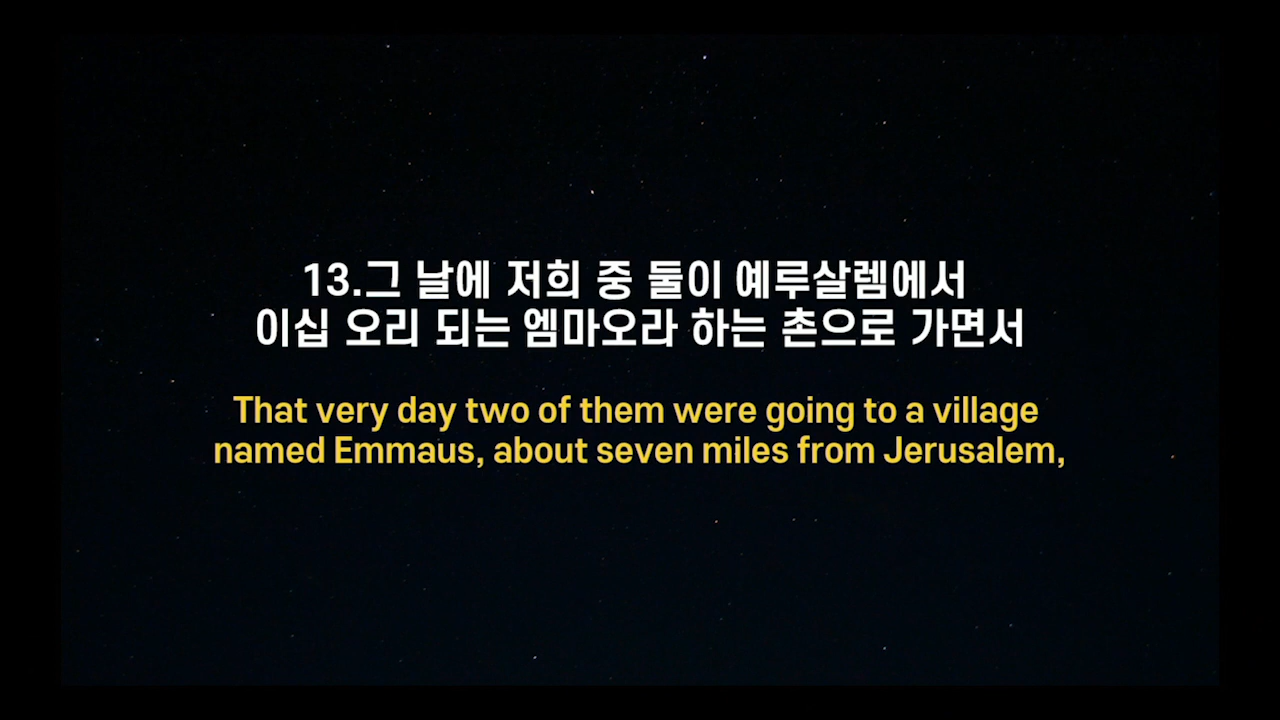 13.그 날에 저희 중 둘이 예루살렘에서
이십 오리 되는 엠마오라 하는 촌으로 가면서
That very day two of them were going to a village
named Emmaus, about seven miles from Jerusalem,